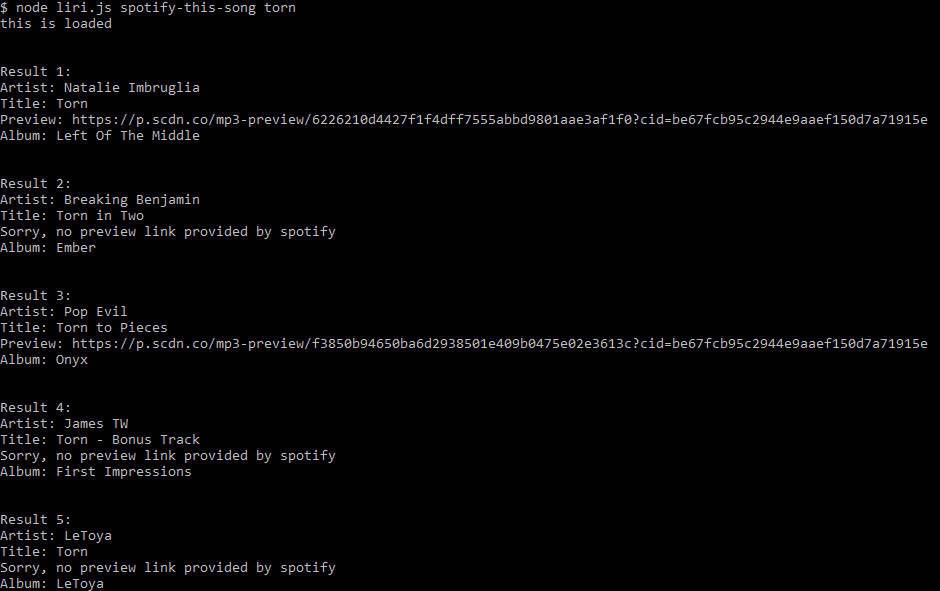 $ node liri.js spotify-this-song torn
this is loaded
Result 1:
Artist: Natalie Imbruglia
Title: Torn
Preview: https://p.scdn.co/mp3-preview/6226210d4427f1f4dff7555abbd9801aae3af1f0?cid=be67fcb95c2944e9aaef150d7a71915e
Album: Left Of The Middle
Result 2:
Artist: Breaking Benjamin
Title: Torn in Two
Sorry, no preview link provided by spotify
Album: Ember
Result 3:
Artist: Pop Evil
Title: Torn to Pieces
Preview: https://p.scdn.co/mp3-preview/f3850b94650ba6d2938501e409b0475e02e3613c?cid=be67fcb95c2944e9aaef150d7a71915e
Album: Onyx
Result 4:
Artist: James TW
Title: Torn - Bonus Track
Sorry, no preview link provided by spotify
Album: First Impressions
Result 5:
Artist: LeToya
Title: Torn
Sorry, no preview link provided by spotify
Album: LeToya